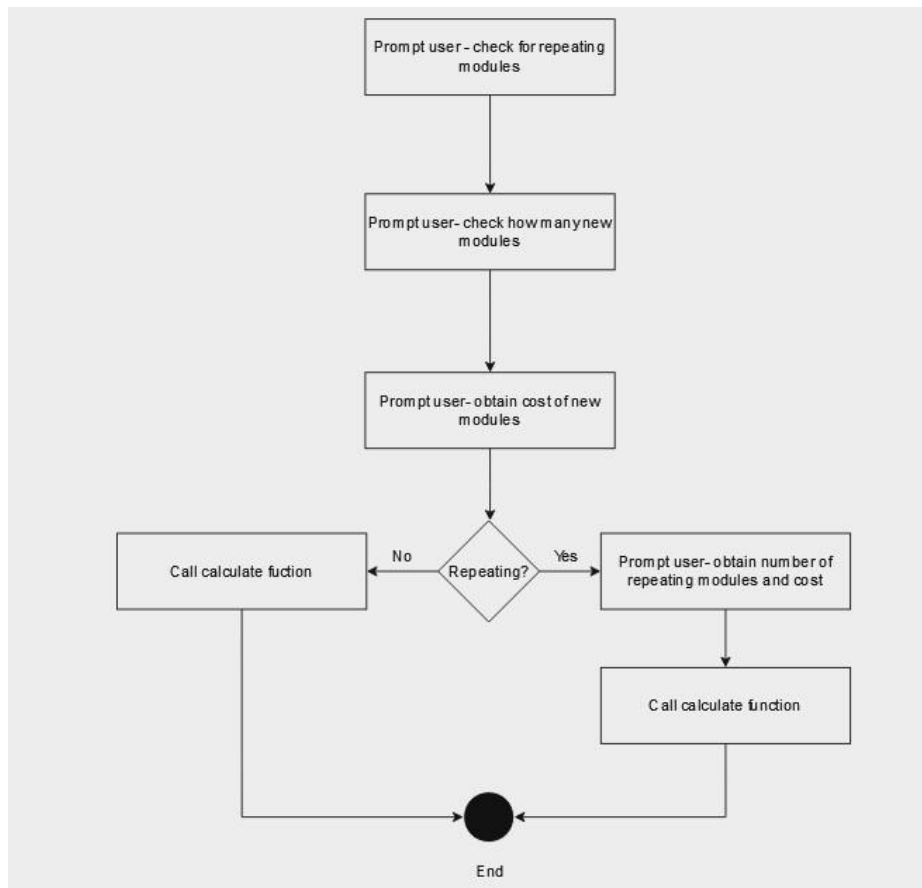 Prompt user - check for repeating
modules
Prompt user- check how many new
modules
Prompt user- obtain cost of new
modules
Call calculate fuction
No
Repeating?
Yes
Prompt user- obtain number of
repeating modules and cost
Call calculate function
End